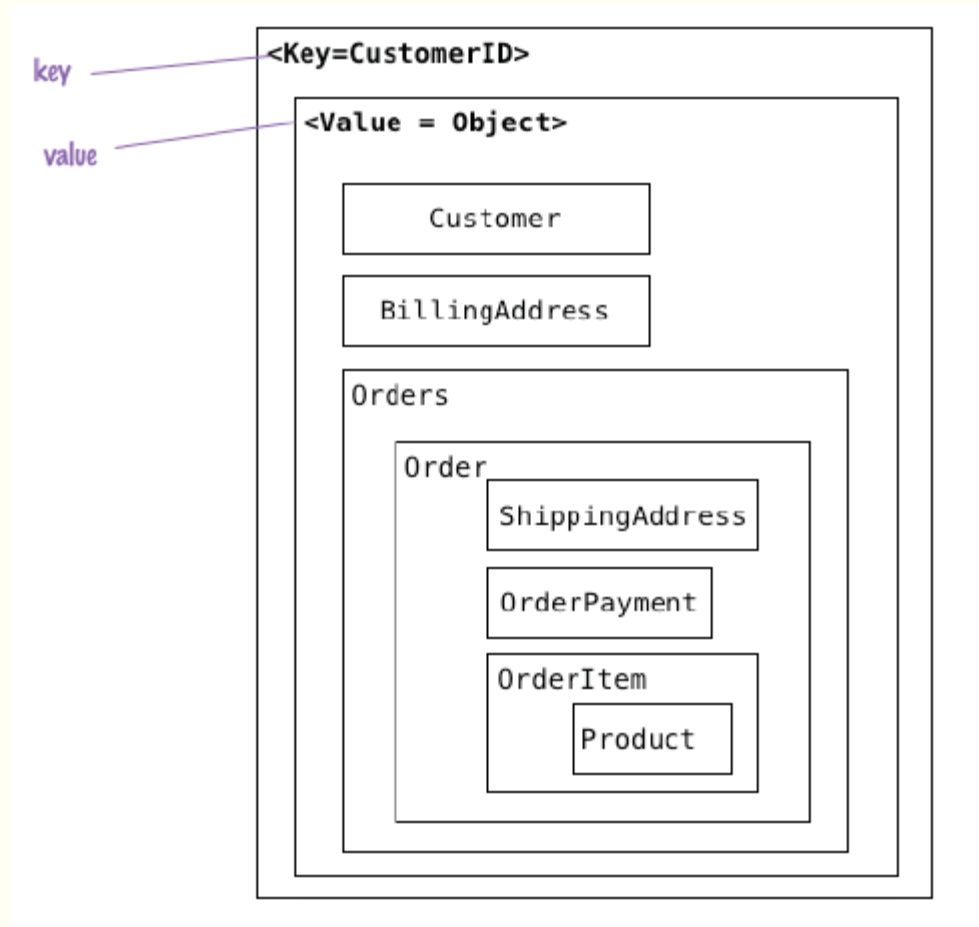 <Key=CustomerID>
key
<Value = Object>
value
Customer
BillingAddress
Orders
Order
ShippingAddress
OrderPayment
OrderItem
Product